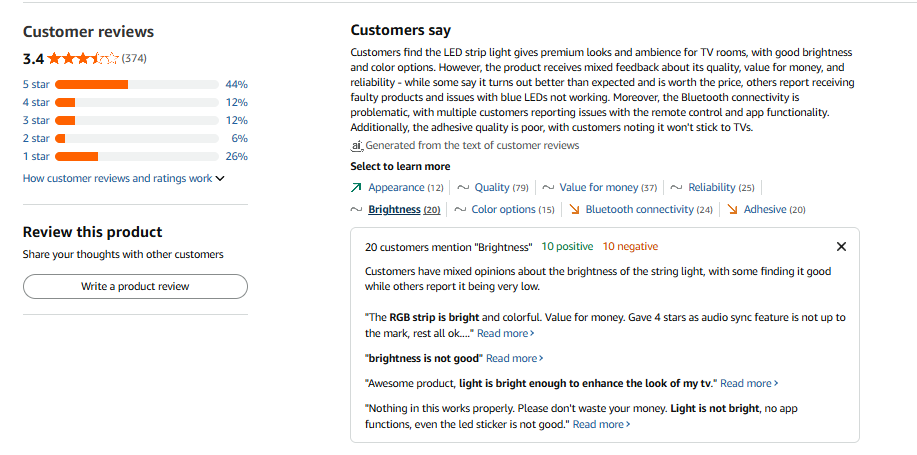 Customer reviews
3.4 (374)
5 star 44%
4 star 12%
3 star 12%
2 star 6%
1 star 26%
How customer reviews and ratings work
Review this product
Share your thoughts with other customers
Write a product review
Customers say
Customers find the LED strip light gives premium looks and ambience for TV rooms, with good brightness
and color options. However, the product receives mixed feedback about its quality, value for money, and
reliability - while some say it turns out better than expected and is worth the price, others report receiving
faulty products and issues with blue LEDs not working. Moreover, the Bluetooth connectivity is
problematic, with multiple customers reporting issues with the remote control and app functionality.
Additionally, the adhesive quality is poor, with customers noting it won't stick to TVs.
ai Generated from the text of customer reviews
Select to learn more
Appearance (12) Quality (79) Value for money (37) Reliability (25)
Brightness (20) Color options (15) Bluetooth connectivity (24) Adhesive (20)
20 customers mention "Brightness" 10 positive 10 negative
Customers have mixed opinions about the brightness of the string light, with some finding it good
while others report it being very low.
"The RGB strip is bright and colorful. Value for money. Gave 4 stars as audio sync feature is not up to
the mark, rest all ok...." Read more
"brightness is not good" Read more
"Awesome product, light is bright enough to enhance the look of my tv." Read more
"Nothing in this works properly. Please don't waste your money. Light is not bright, no app
functions, even the led sticker is not good." Read more